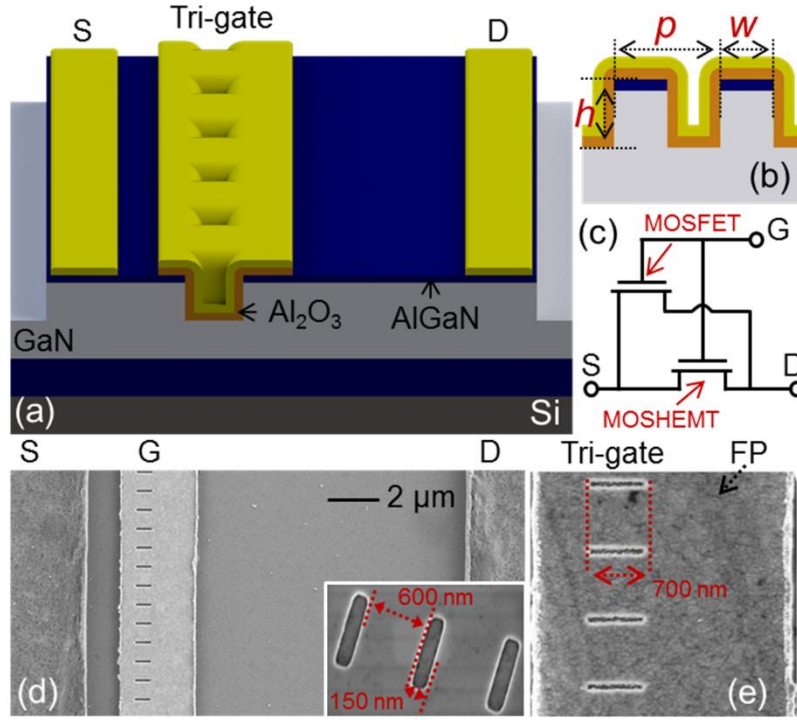 Tri-gate
S
D
Al₂O₃
AlGaN
GaN
(a)
Si
p
w
h
(b)
(c)
MOSFET
G
S
D
MOSHEMT
S
G
D
2 µm
600 nm
150 nm
(d)
Tri-gate
FP
700 nm
(e)